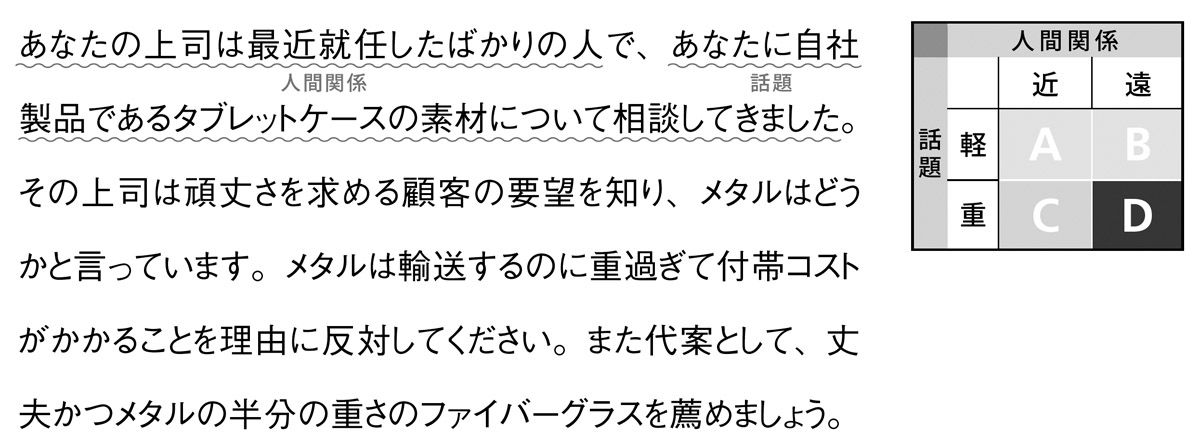 あなたの上司は最近就任したばかりの人で、あなたに自社
人間関係 話題
製品であるタブレットケースの素材について相談してきました。
その上司は頑丈さを求める顧客の要望を知り、メタルはどう
かと言っています。メタルは輸送するのに重過ぎて付帯コスト
がかかることを理由に反対してください。また代案として、丈
夫かつメタルの半分の重さのファイバーグラスを薦めましょう。
人間関係
近 遠
話題
軽 A B
重 C D